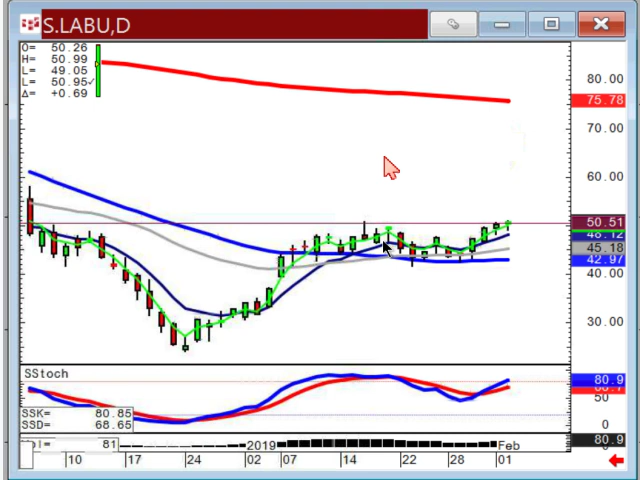 S.LABU,D
O= 50.26
H= 50.99
L= 49.05
L= 50.95✓
Δ= +0.69
80.00
75.78
70.00
60.00
50.51
45.18
42.97
40.00
30.00
SStoch
80.9
50
SSK= 80.85
SSD= 68.65
0
81
80.9
10 17 24 02 2019 07 14 22 28 01 Feb